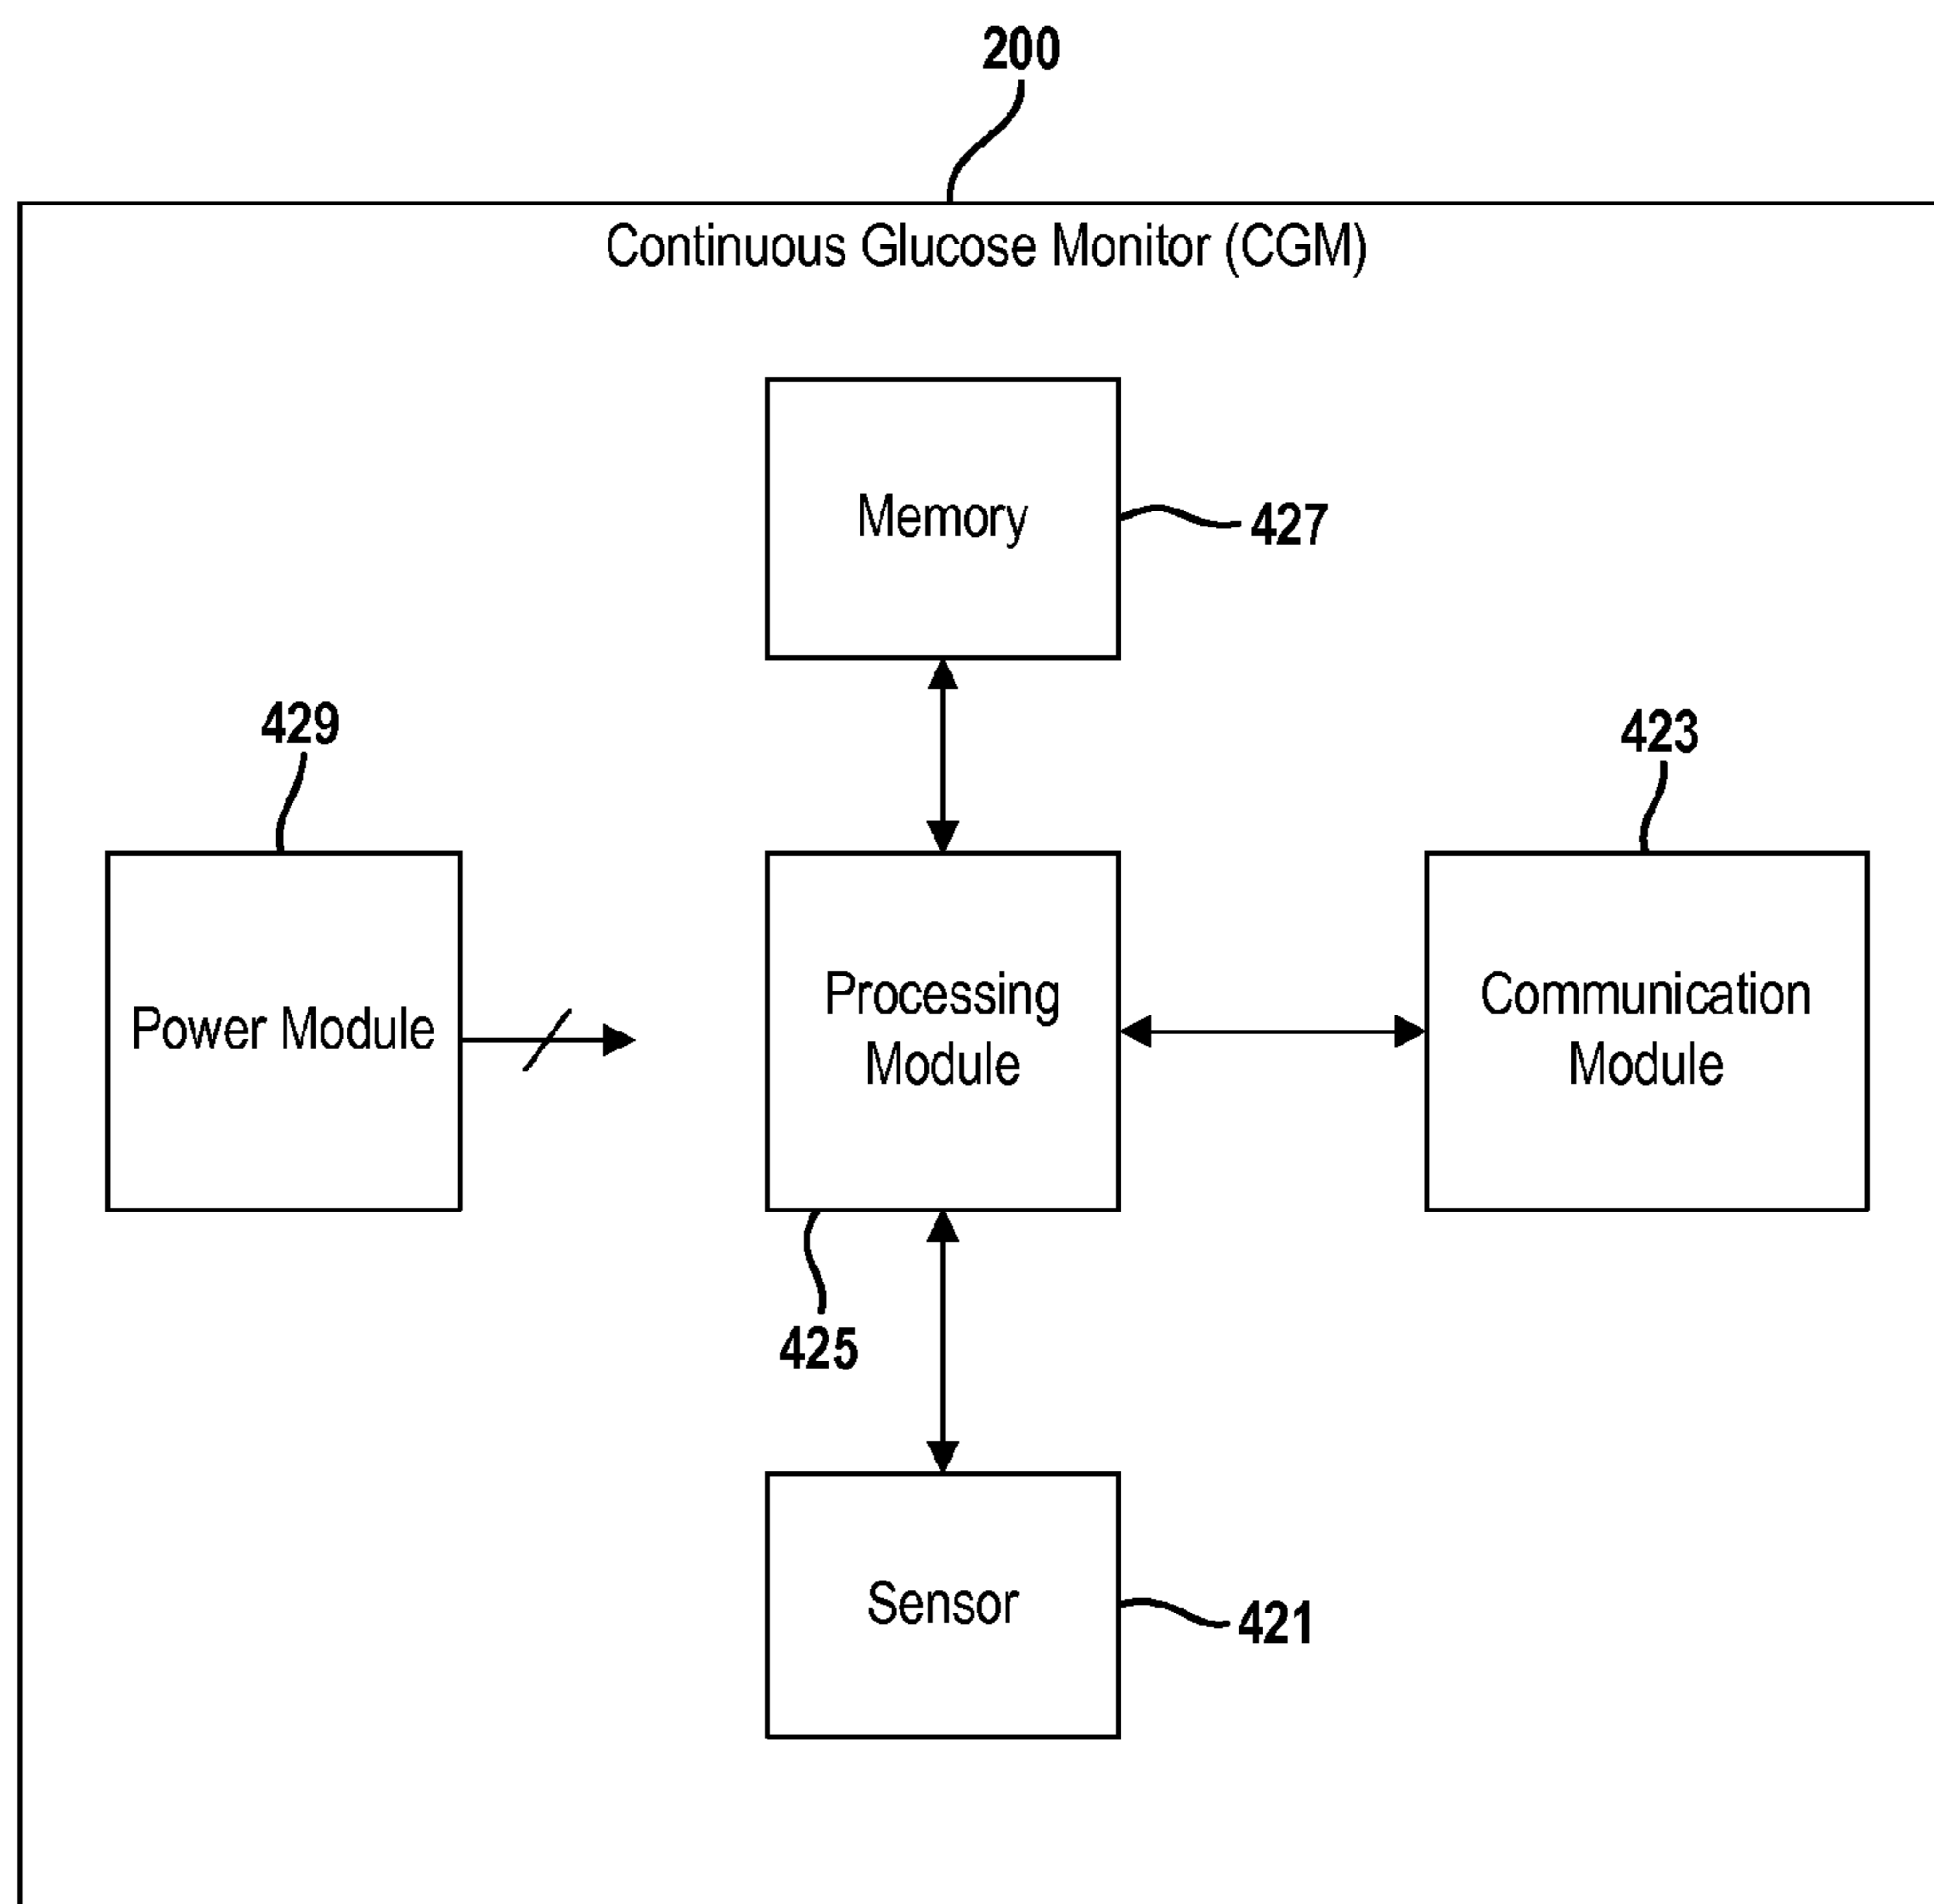 200
Continuous Glucose Monitor (CGM)
Memory
427
429
423
Power Module
Processing
Module
Communication
Module
425
Sensor
421